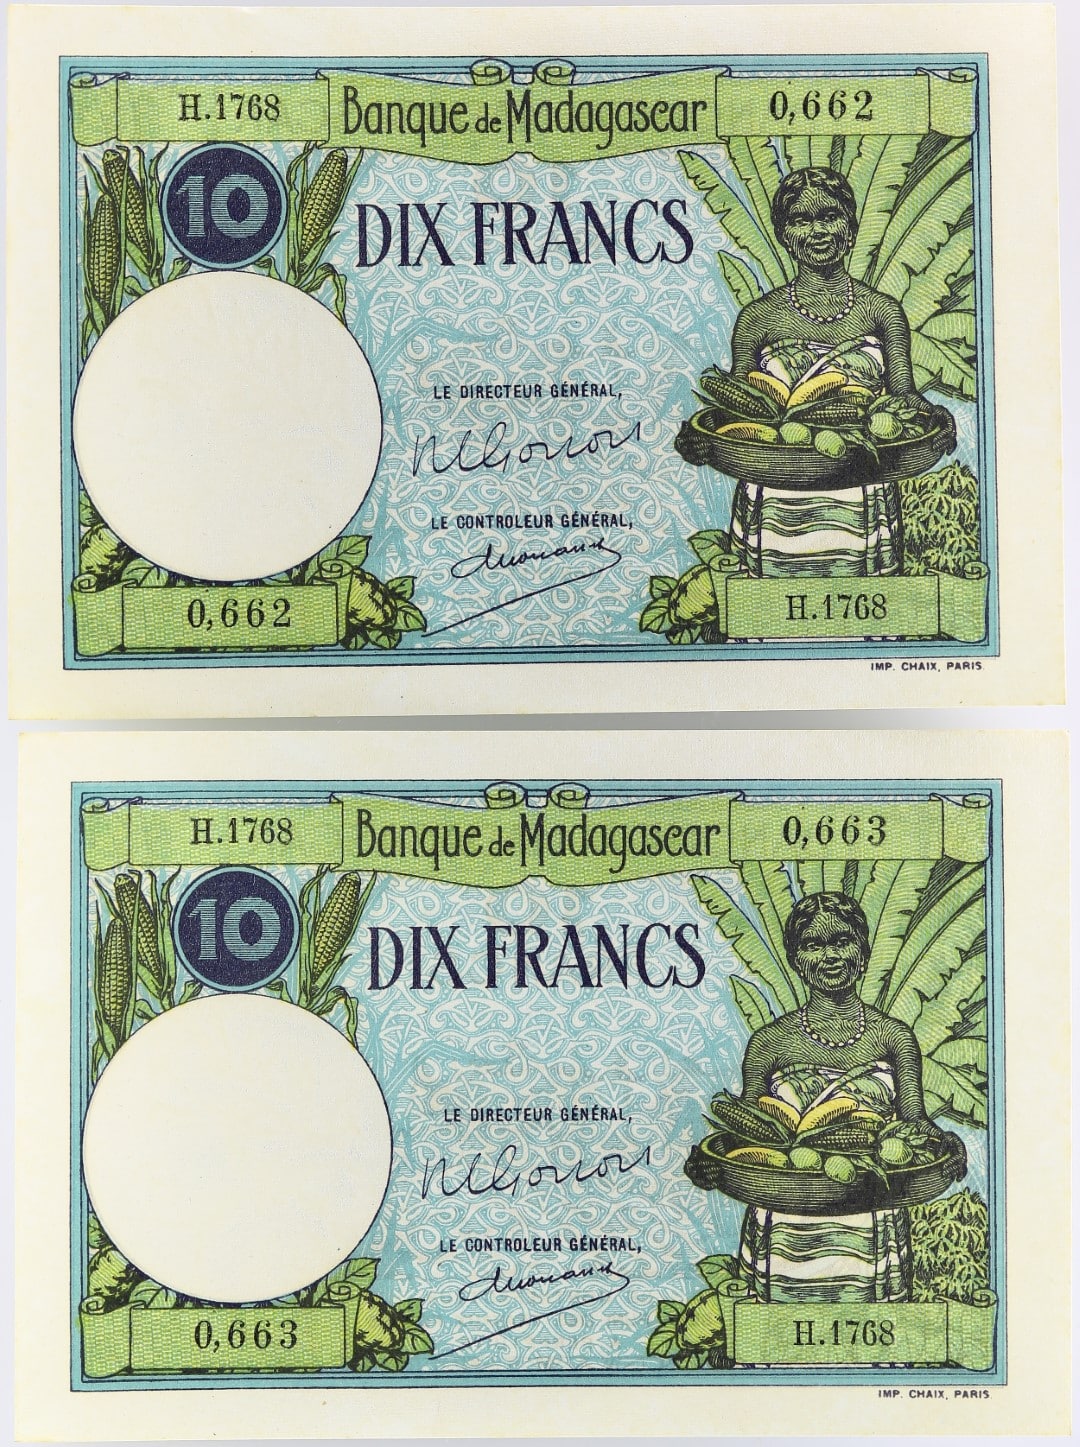 H.1768 Banque de Madagascar 0,662
10
DIX FRANCS
LE DIRECTEUR GÉNÉRAL,
LE CONTROLEUR GÉNÉRAL,
0,662 H.1768
IMP. CHAIX, PARIS
H.1768 Banque de Madagascar 0,663
10
DIX FRANCS
LE DIRECTEUR GÉNÉRAL,
LE CONTROLEUR GÉNÉRAL,
0,663 H.1768
IMP. CHAIX, PARIS